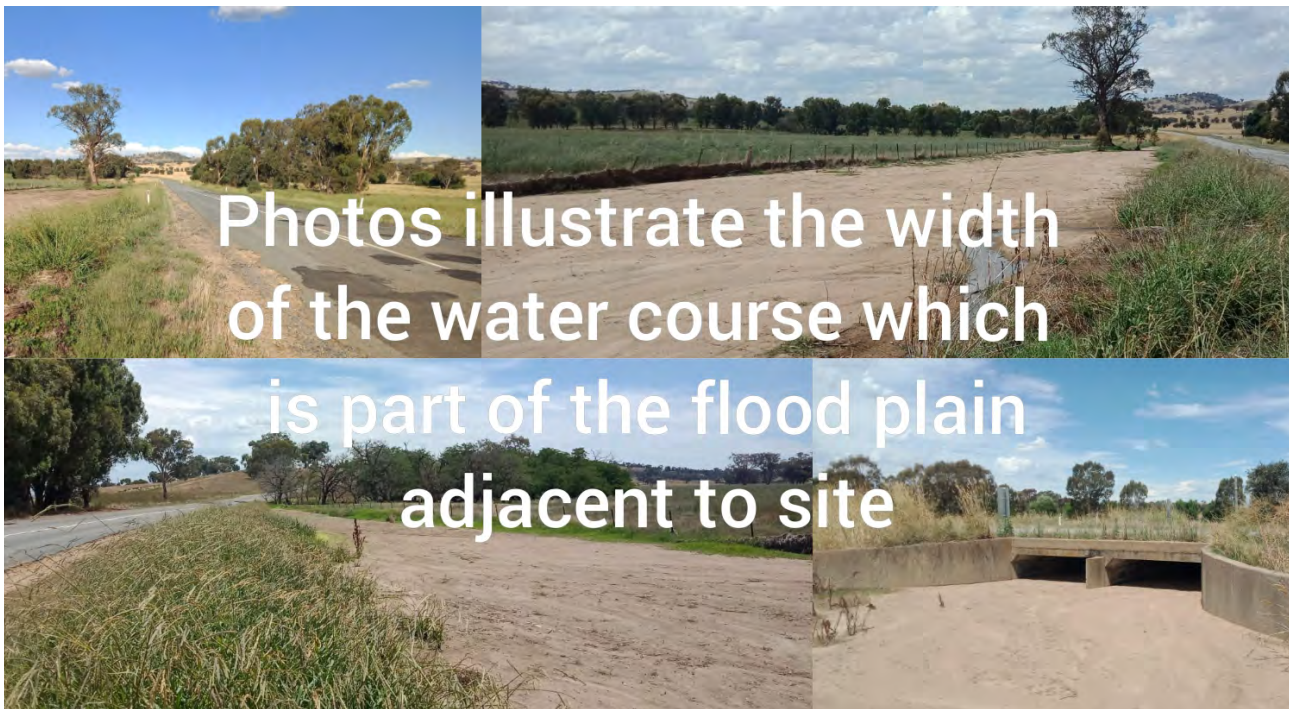 Photos illustrate the width
of the water course which
is part of the flood plain
adjacent to site